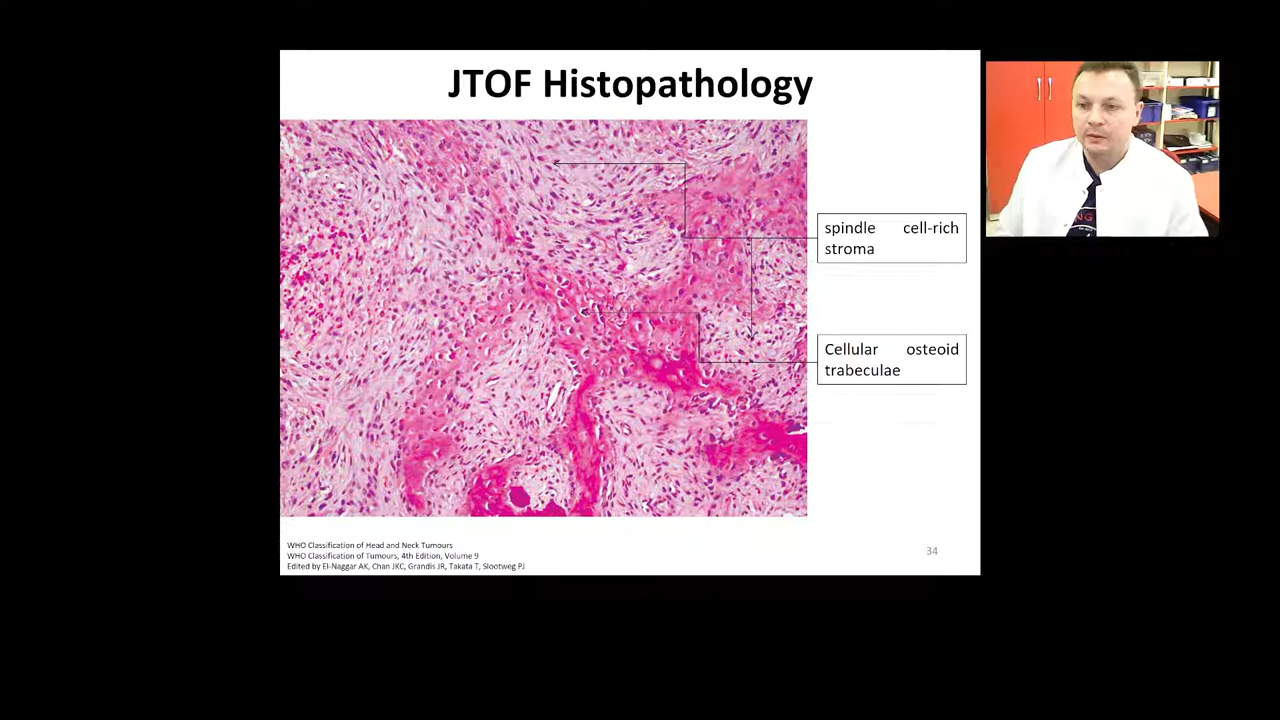 JTOF Histopathology
spindle cell-rich
stroma
Cellular osteoid
trabeculae
WHO Classification of Head and Neck Tumours
WHO Classification of Tumours, 4th Edition, Volume 9
Edited by El-Naggar AK, Chan JKC, Grandis JR, Takata T, Slootweg PJ
34